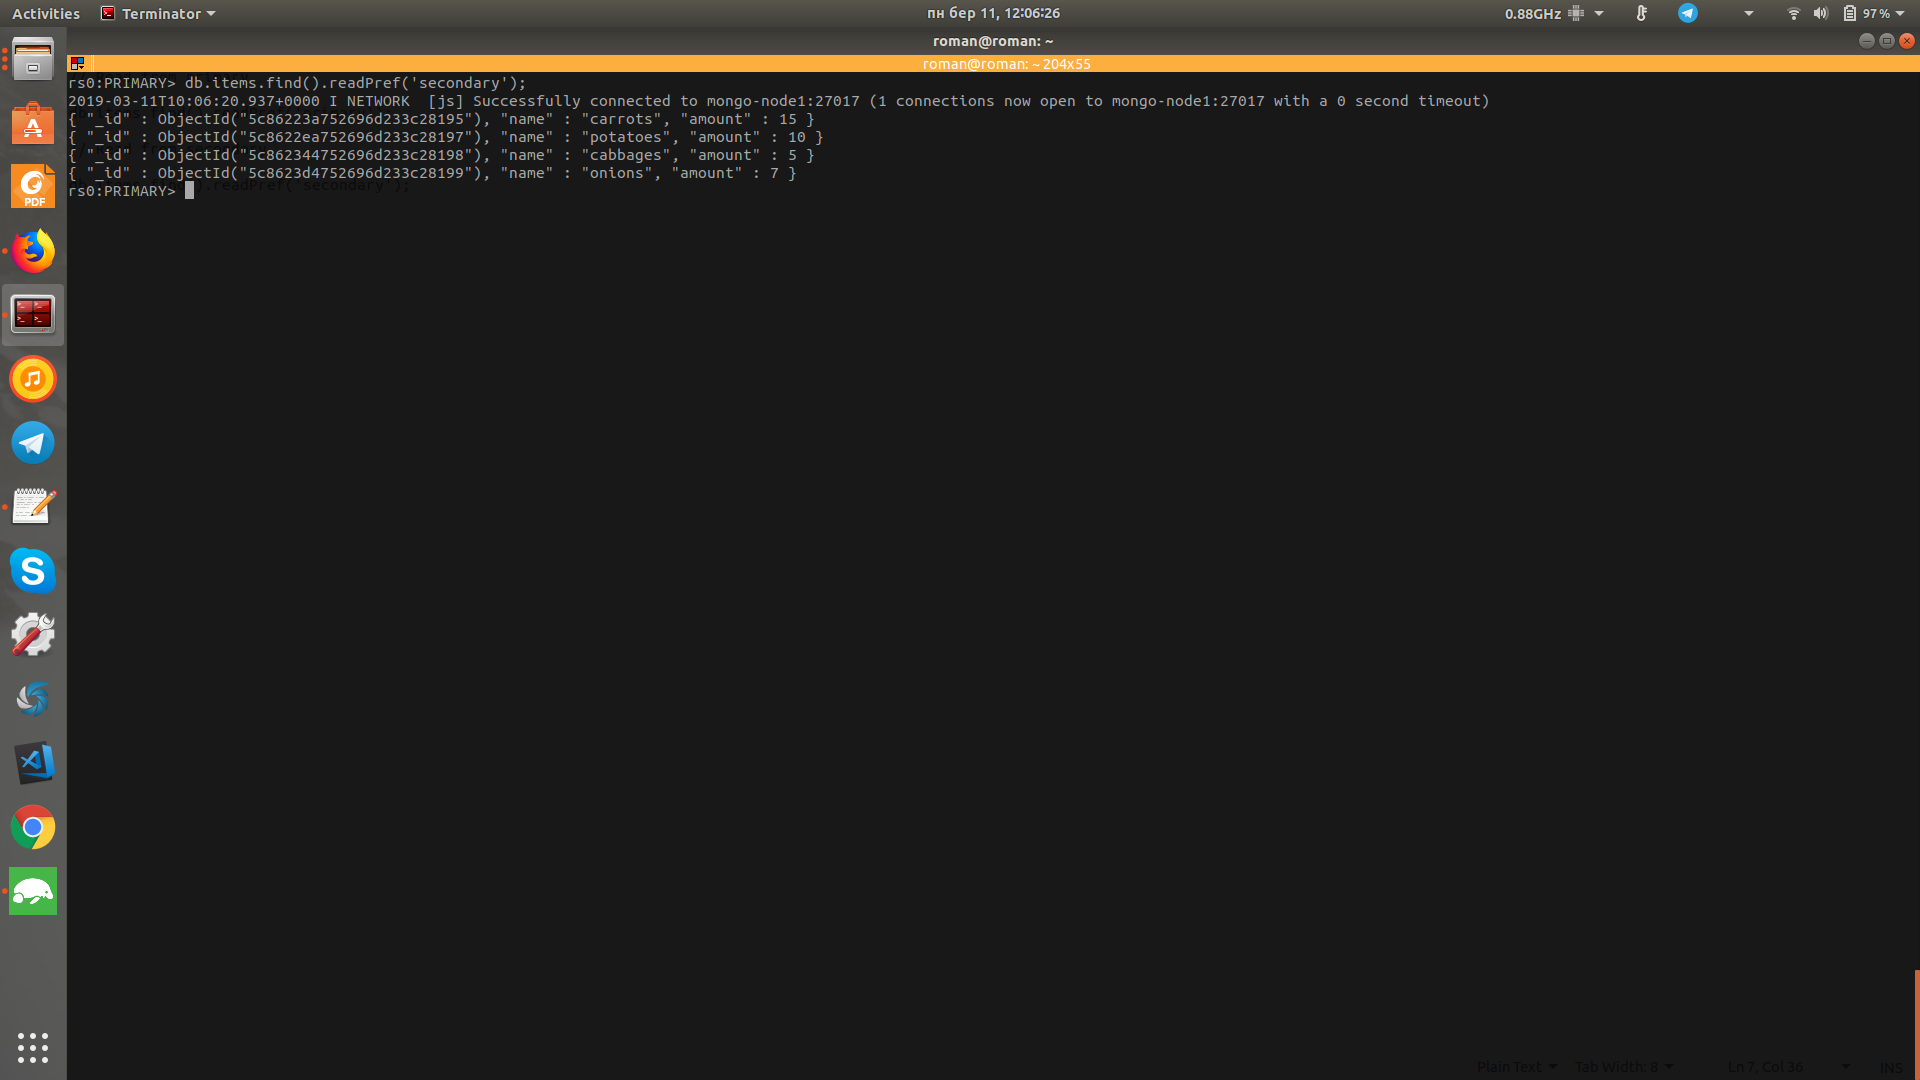 Activities
Terminator
пн бер 11, 12:06:26
0.88GHz
97 %
roman@roman: ~
roman@roman: ~ 204x55
rs0:PRIMARY> db.items.find().readPref('secondary');
2019-03-11T10:06:20.937+0000 I NETWORK  [js] Successfully connected to mongo-node1:27017 (1 connections now open to mongo-node1:27017 with a 0 second timeout)
{ "_id" : ObjectId("5c86223a752696d233c28195"), "name" : "carrots", "amount" : 15 }
{ "_id" : ObjectId("5c8622ea752696d233c28197"), "name" : "potatoes", "amount" : 10 }
{ "_id" : ObjectId("5c862344752696d233c28198"), "name" : "cabbages", "amount" : 5 }
{ "_id" : ObjectId("5c8623d4752696d233c28199"), "name" : "onions", "amount" : 7 }
).readPref('secondary');
rs0:PRIMARY>
PDF
Plain Text
Tab Width: 8
Ln 7, Col 36
INS